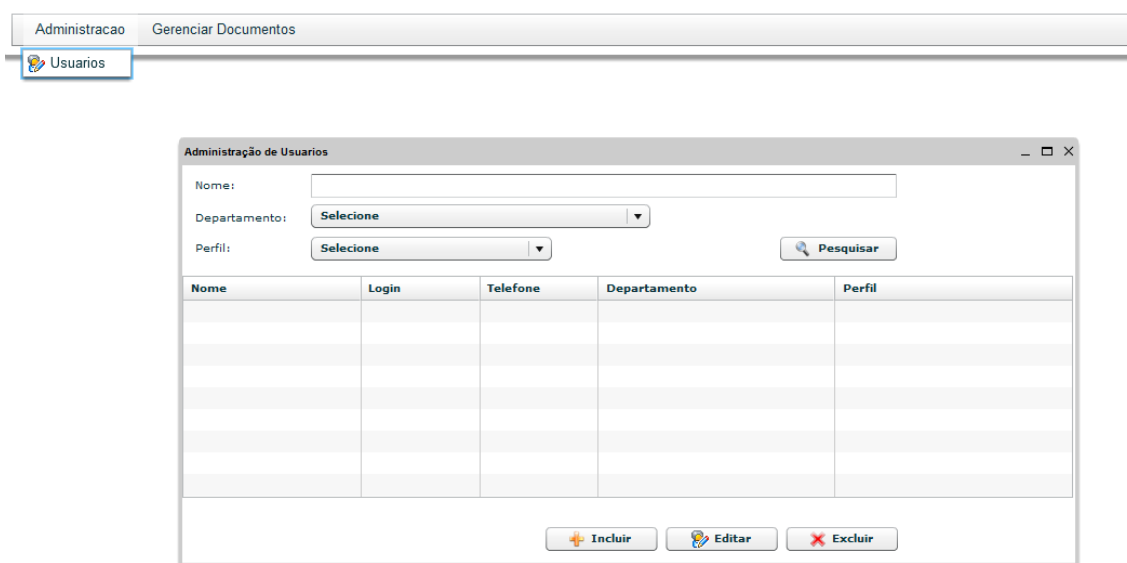 Administracao Gerenciar Documentos
Usuarios
Administração de Usuarios
Nome:
Departamento: Selecione
Perfil: Selecione Pesquisar
Nome Login Telefone Departamento Perfil
Incluir Editar Excluir